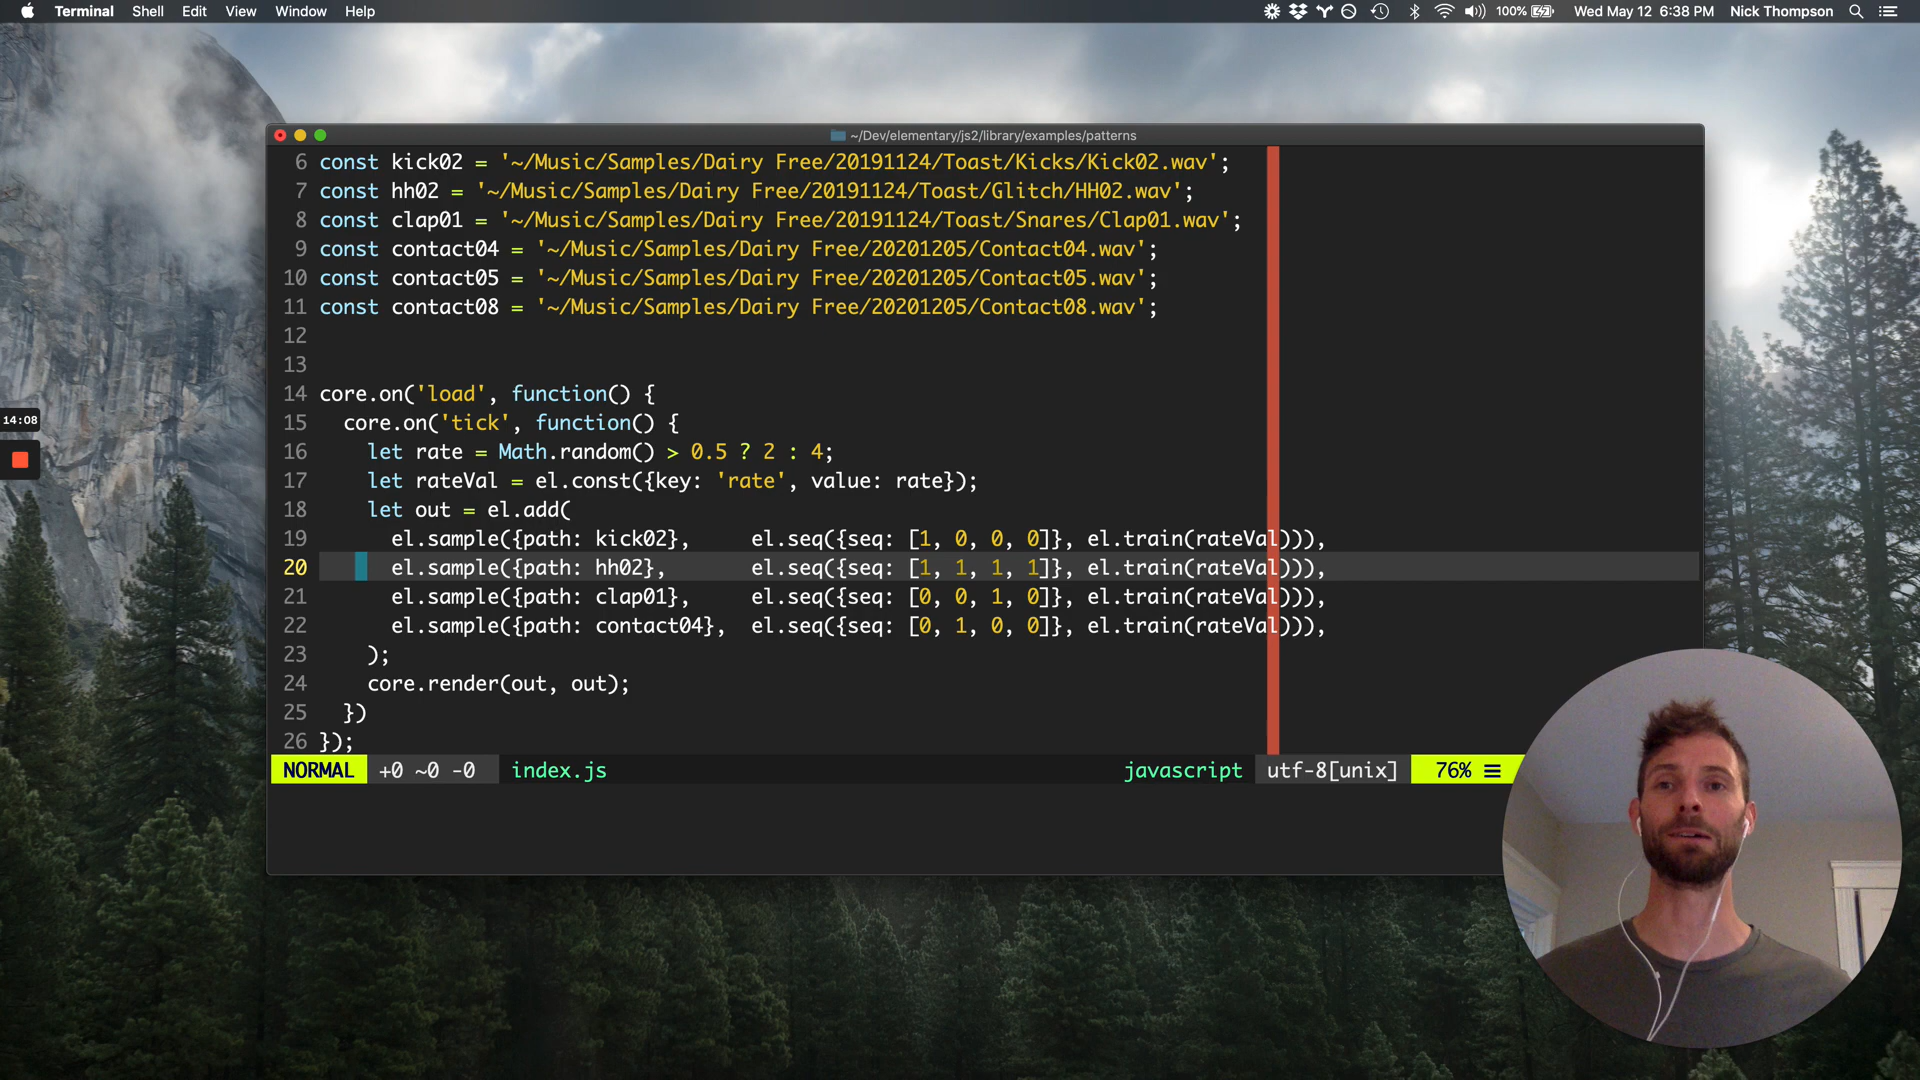 Terminal Shell Edit View Window Help 100% Wed May 12 6:38 PM Nick Thompson
~/Dev/elementary/js2/library/examples/patterns
6 const kick02 = '~/Music/Samples/Dairy Free/20191124/Toast/Kicks/Kick02.wav';
7 const hh02 = '~/Music/Samples/Dairy Free/20191124/Toast/Glitch/HH02.wav';
8 const clap01 = '~/Music/Samples/Dairy Free/20191124/Toast/Snares/Clap01.wav';
9 const contact04 = '~/Music/Samples/Dairy Free/20201205/Contact04.wav';
10 const contact05 = '~/Music/Samples/Dairy Free/20201205/Contact05.wav';
11 const contact08 = '~/Music/Samples/Dairy Free/20201205/Contact08.wav';
12
13
14 core.on('load', function() {
15   core.on('tick', function() {
14:08
16     let rate = Math.random() > 0.5 ? 2 : 4;
17     let rateVal = el.const({key: 'rate', value: rate});
18     let out = el.add(
19       el.sample({path: kick02},     el.seq({seq: [1, 0, 0, 0]}, el.train(rateVal))),
20       el.sample({path: hh02},       el.seq({seq: [1, 1, 1, 1]}, el.train(rateVal))),
21       el.sample({path: clap01},     el.seq({seq: [0, 0, 1, 0]}, el.train(rateVal))),
22       el.sample({path: contact04},  el.seq({seq: [0, 1, 0, 0]}, el.train(rateVal))),
23     );
24     core.render(out, out);
25   })
26 });
NORMAL +0 ~0 -0 index.js javascript utf-8[unix] 76%